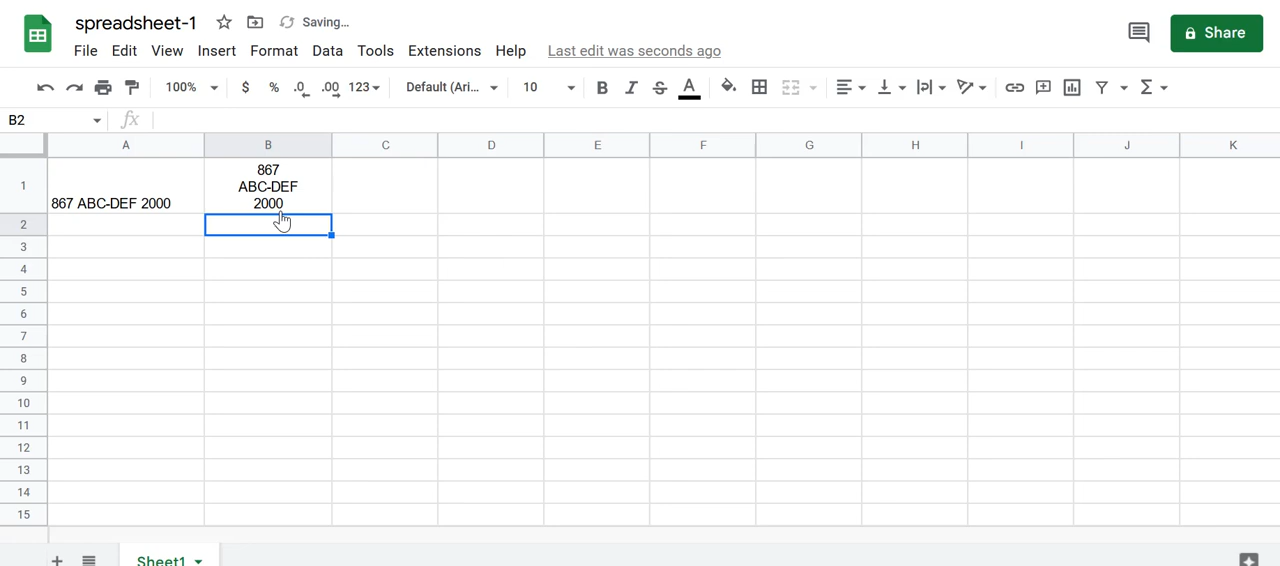 spreadsheet-1 Saving...
File Edit View Insert Format Data Tools Extensions Help Last edit was seconds ago
Share
100% $ % .0 .00 123 Default (Ari... 10 B I S A
B2 fx
A B C D E F G H I J K
1
867 ABC-DEF 2000
867
ABC-DEF
2000
2
3
4
5
6
7
8
9
10
11
12
13
14
15
+ Sheet1